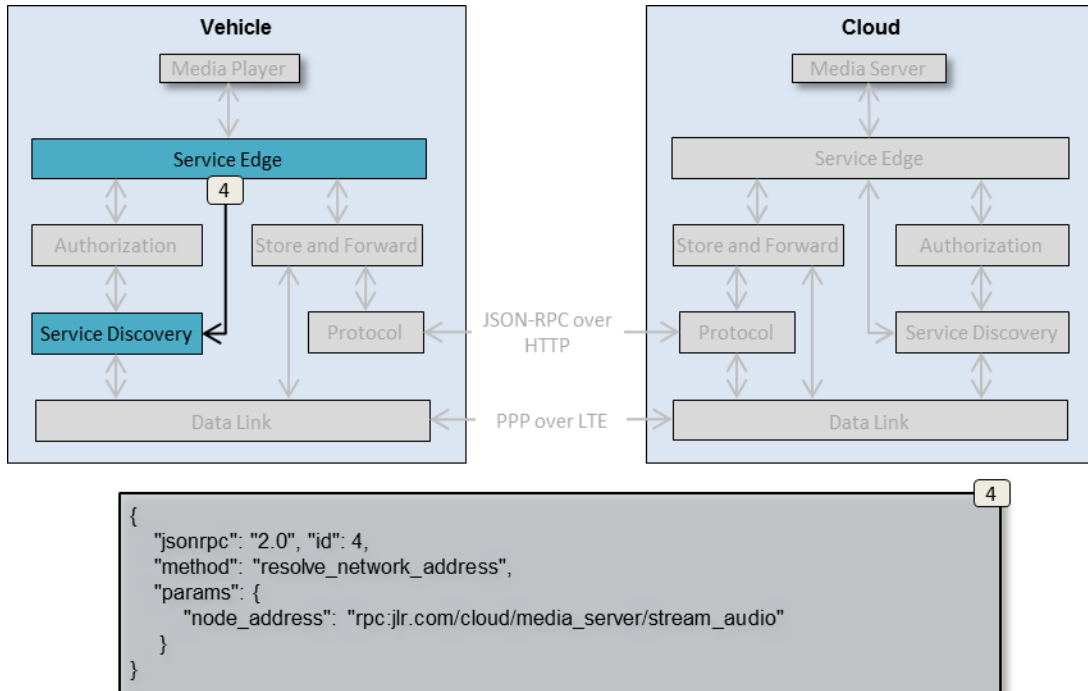 Vehicle
Media Player
Service Edge
4
Authorization
Store and Forward
Service Discovery
Protocol
Data Link
JSON-RPC over
HTTP
PPP over LTE
Cloud
Media Server
Service Edge
Store and Forward
Authorization
Protocol
Service Discovery
Data Link
4
{
"jsonrpc": "2.0", "id": 4,
"method": "resolve_network_address",
"params": {
"node_address": "rpc:jlr.com/cloud/media_server/stream_audio"
}
}